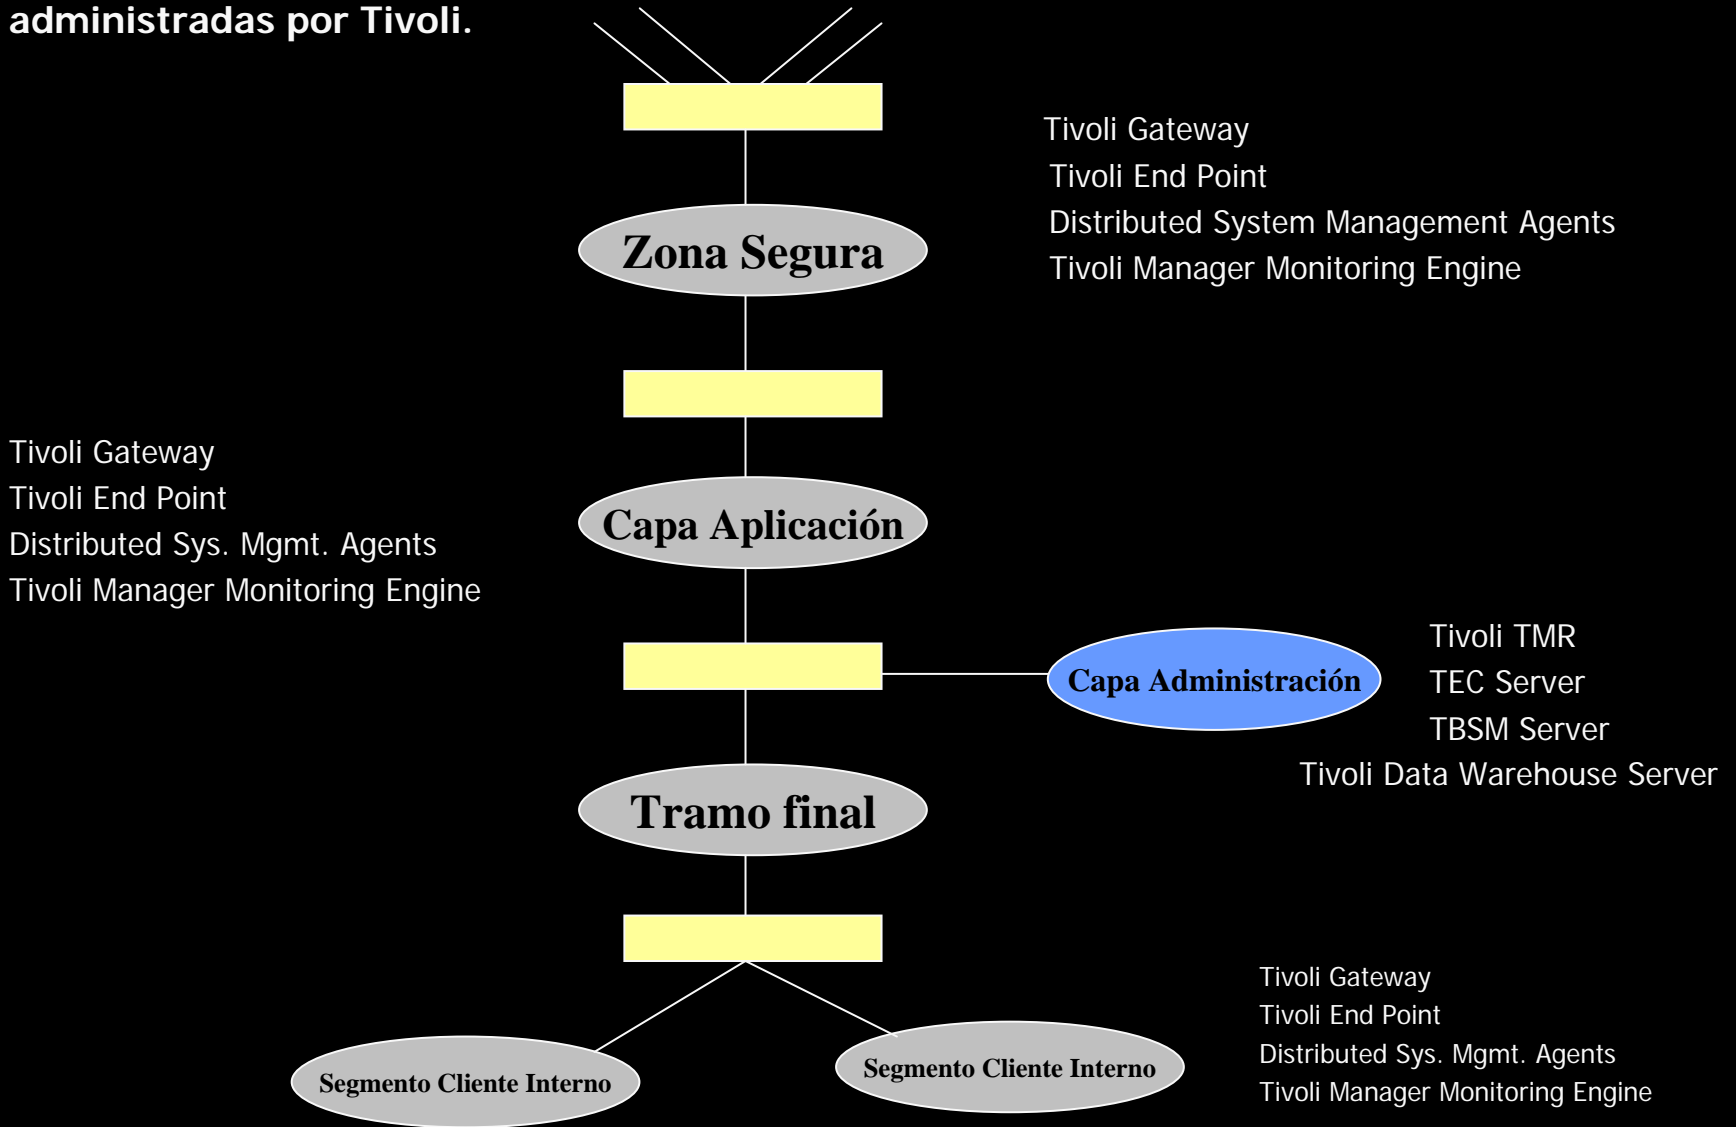 administradas por Tivoli.
Tivoli Gateway
Tivoli End Point
Distributed System Management Agents
Tivoli Manager Monitoring Engine
Zona Segura
Tivoli Gateway
Tivoli End Point
Distributed Sys. Mgmt. Agents
Tivoli Manager Monitoring Engine
Capa Aplicación
Capa Administración
Tivoli TMR
TEC Server
TBSM Server
Tivoli Data Warehouse Server
Tramo final
Segmento Cliente Interno
Segmento Cliente Interno
Tivoli Gateway
Tivoli End Point
Distributed Sys. Mgmt. Agents
Tivoli Manager Monitoring Engine